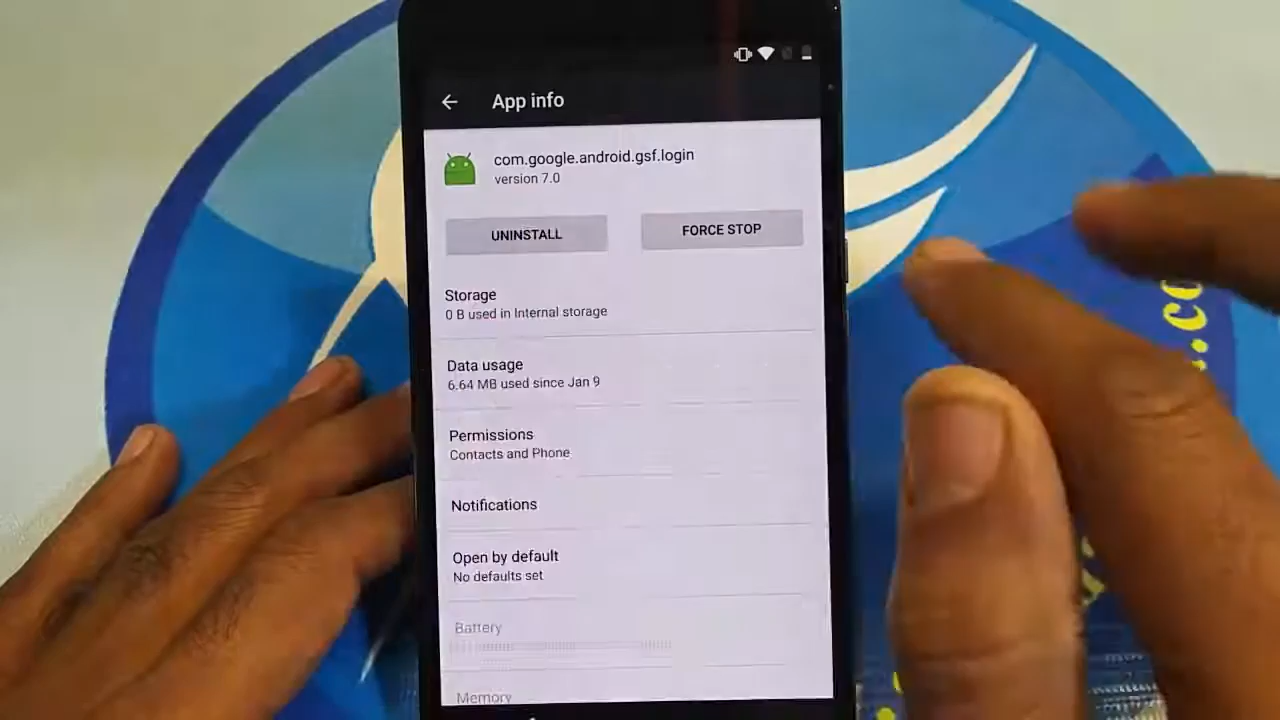 App info
com.google.android.gsf.login
version 7.0
UNINSTALL
FORCE STOP
Storage
0 B used in Internal storage
Data usage
6.64 MB used since Jan 9
Permissions
Contacts and Phone
Notifications
Open by default
No defaults set
Battery
Memory